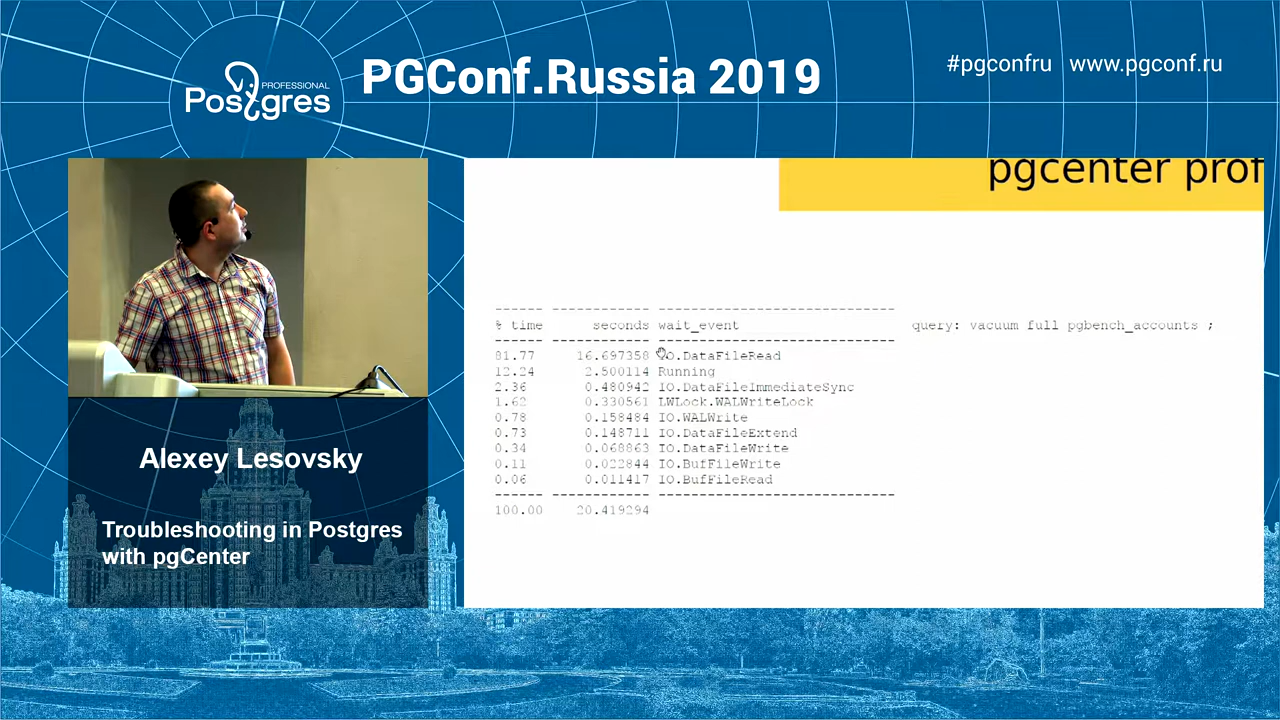 PROFESSIONAL
Postgres
PGConf.Russia 2019
#pgconfru www.pgconf.ru
pgcenter prof
------ ------------ -----------------------------
% time      seconds wait_event                     query: vacuum full pgbench_accounts ;
------ ------------ -----------------------------
81.77     16.697358 IO.DataFileRead
12.24      2.500114 Running
2.36       0.480942 IO.DataFileImmediateSync
1.62       0.330561 LWLock.WALWriteLock
0.78       0.158484 IO.WALWrite
0.73       0.148711 IO.DataFileExtend
0.34       0.068863 IO.DataFileWrite
0.11       0.022844 IO.BufFileWrite
0.06       0.011417 IO.BufFileRead
------ ------------ -----------------------------
100.00    20.419294
Alexey Lesovsky
Troubleshooting in Postgres
with pgCenter